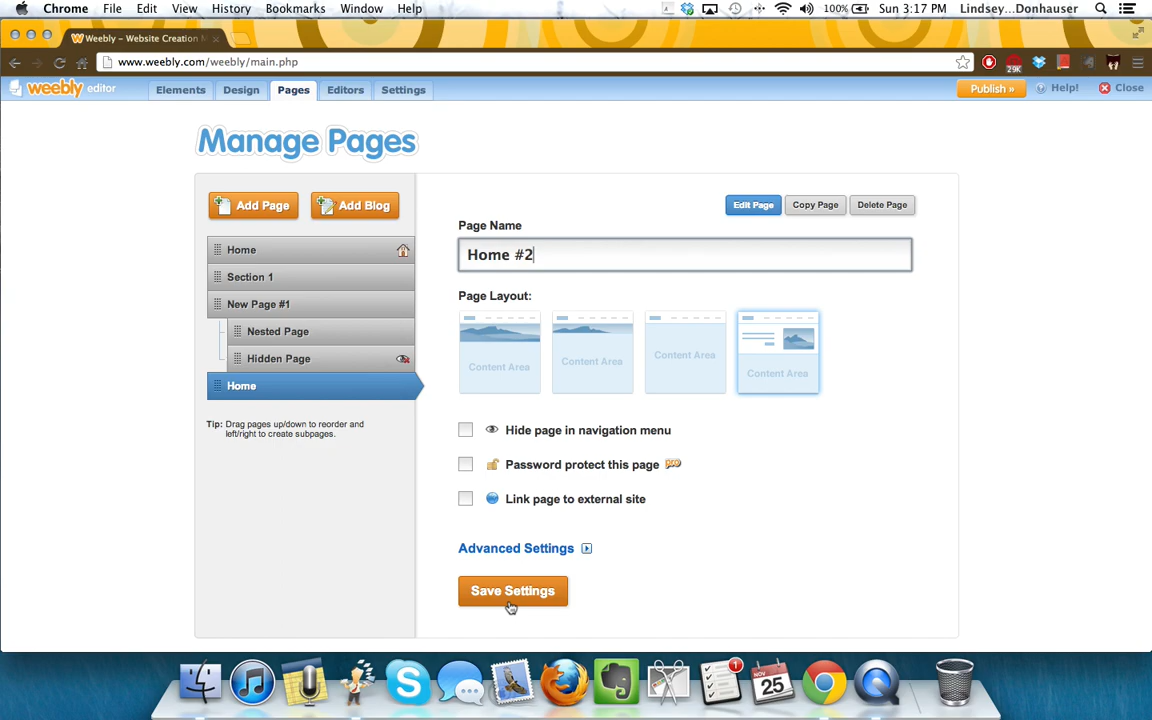 Chrome File Edit View History Bookmarks Window Help 100% Sun 3:17 PM Lindsey...Donhauser
Weebly - Website Creation
www.weebly.com/weebly/main.php 29K
weebly editor Elements Design Pages Editors Settings Publish » Help! Close
Manage Pages
Add Page Add Blog
Edit Page Copy Page Delete Page
Home
Section 1
New Page #1
Nested Page
Hidden Page
Home
Tip: Drag pages up/down to reorder and
left/right to create subpages.
Page Name
Home #2
Page Layout:
Content Area Content Area Content Area Content Area
Hide page in navigation menu
Password protect this page pro
Link page to external site
Advanced Settings
Save Settings
1
NOV
25